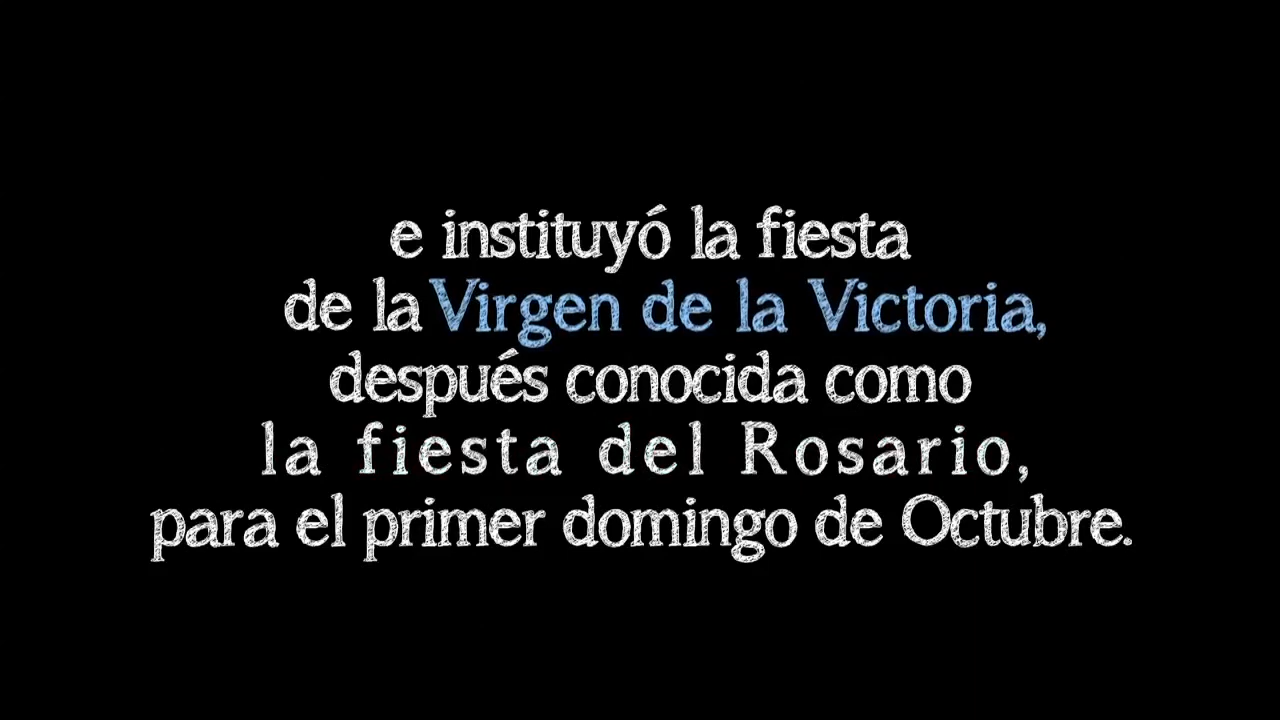 e instituyó la fiesta
de la Virgen de la Victoria,
después conocida como
la fiesta del Rosario,
para el primer domingo de Octubre.